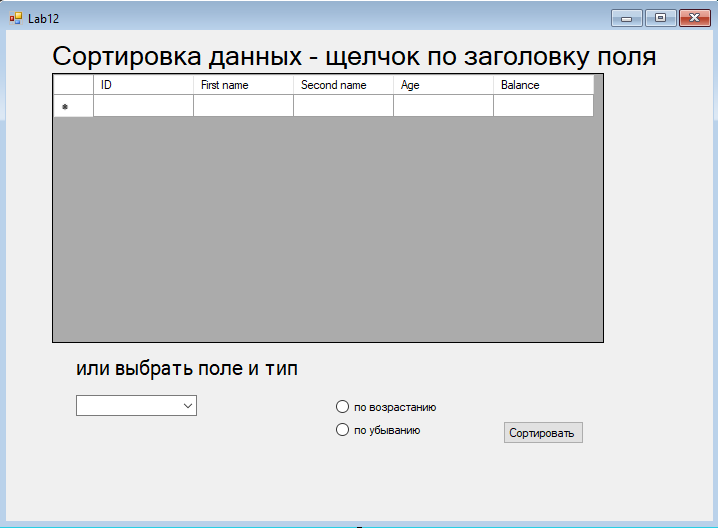 Lab12
Сортировка данных - щелчок по заголовку поля
ID First name Second name Age Balance
*
или выбрать поле и тип
по возрастанию
по убыванию
Сортировать